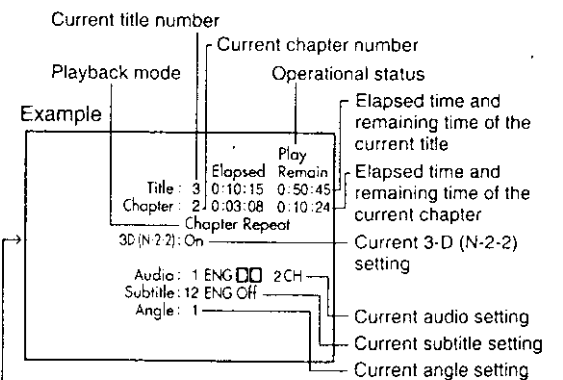 Current title number
Current chapter number
Playback mode
Operational status
Example
Elapsed time and
remaining time of the
current title
Play
Elapsed Remain
Title : 3 0:10:15 0:50:45
Chapter : 2 0:03:08 0:10:24
Elapsed time and
remaining time of the
current chapter
Chapter Repeat
3D (N-2-2) : On
Current 3-D (N-2-2)
setting
Audio : 1 ENG 2 CH
Subtitle : 12 ENG Off
Angle : 1
Current audio setting
Current subtitle setting
Current angle setting